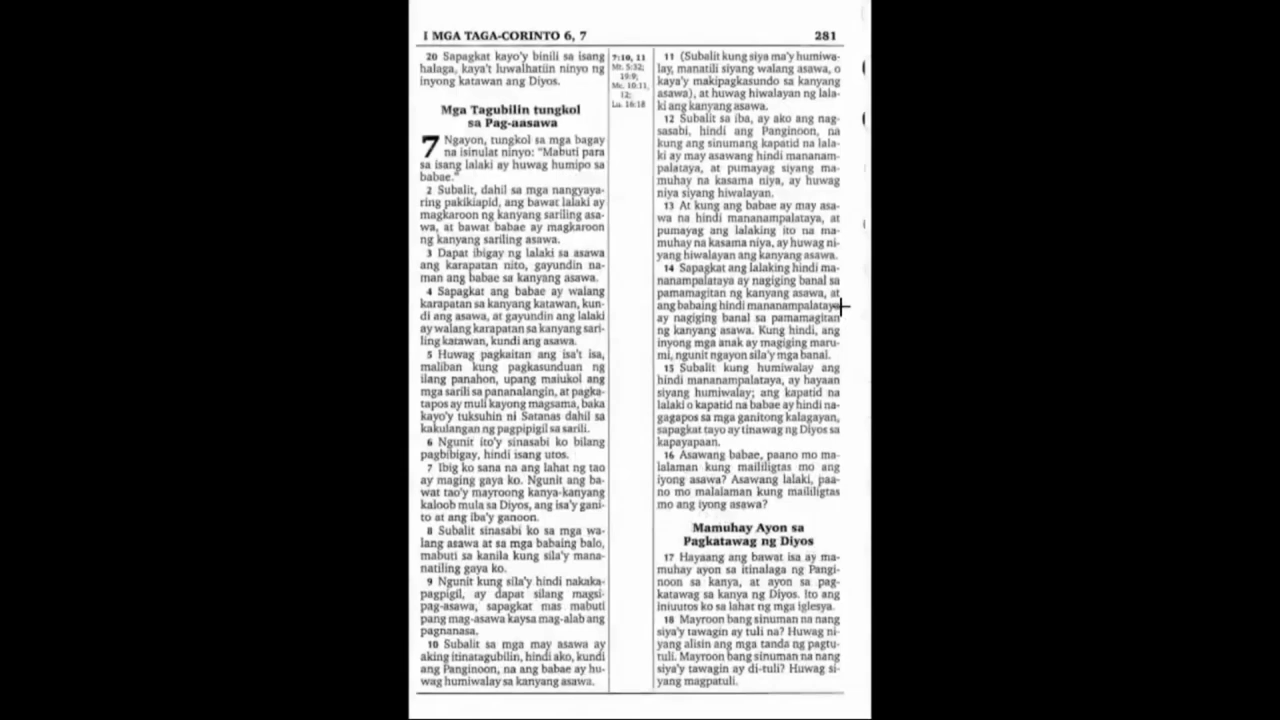 I MGA TAGA-CORINTO 6, 7
281
20 Sapagkat kayo'y binili sa isang
halaga, kaya't luwalhatiin ninyo ng
inyong katawan ang Diyos.
Mga Tagubilin tungkol
sa Pag-aasawa
7 Ngayon, tungkol sa mga bagay
na isinulat ninyo: "Mabuti para
sa isang lalaki ay huwag humipo sa
babae."
2 Subalit, dahil sa mga nangyaya-
ring pakikiapid, ang bawat lalaki ay
magkaroon ng kanyang sariling asa-
wa, at bawat babae ay magkaroon
ng kanyang sariling asawa.
3 Dapat ibigay ng lalaki sa asawa
ang karapatan nito, gayundin na-
man ang babae sa kanyang asawa.
4 Sapagkat ang babae ay walang
karapatan sa kanyang katawan, kun-
di ang asawa, at gayundin ang lalaki
ay walang karapatan sa kanyang sari-
ling katawan, kundi ang asawa.
5 Huwag pagkaitan ang isa't isa,
maliban kung pagkasunduan ng
ilang panahon, upang maiukol ang
mga sarili sa pananalangin, at pagka-
tapos ay muli kayong magsama, baka
kayo'y tuksuhin ni Satanas dahil sa
kakulangan ng pagpipigil sa sarili.
6 Ngunit ito'y sinasabi ko bilang
pagbibigay, hindi isang utos.
7 Ibig ko sana na ang lahat ng tao
ay maging gaya ko. Ngunit ang ba-
wat tao'y mayroong kanya-kanyang
kaloob mula sa Diyos, ang isa'y gani-
to at ang iba'y ganoon.
8 Subalit sinasabi ko sa mga wa-
lang asawa at sa mga babaing balo,
mabuti sa kanila kung sila'y mana-
natiling gaya ko.
9 Ngunit kung sila'y hindi nakaka-
pagpigil, ay dapat silang magsi-
pag-asawa, sapagkat mas mabuti
pang mag-asawa kaysa mag-alab ang
pagnanasa.
10 Subalit sa mga may asawa ay
aking itinatagubilin, hindi ako, kundi
ang Panginoon, na ang babae ay hu-
wag humiwalay sa kanyang asawa.
7:10, 11
Mt. 5:32;
19:9;
Mc. 10:11,
12;
Lu. 16:18
11 (Subalit kung siya ma'y humiwa-
lay, manatili siyang walang asawa, o
kaya'y makipagkasundo sa kanyang
asawa), at huwag hiwalayan ng lala-
ki ang kanyang asawa.
12 Subalit sa iba, ay ako ang nag-
sasabi, hindi ang Panginoon, na
kung ang sinumang kapatid na lala-
ki ay may asawang hindi mananam-
palataya, at pumayag siyang ma-
muhay na kasama niya, ay huwag
niya siyang hiwalayan.
13 At kung ang babae ay may asa-
wa na hindi mananampalataya, at
pumayag ang lalaking ito na ma-
muhay na kasama niya, ay huwag ni-
yang hiwalayan ang kanyang asawa.
14 Sapagkat ang lalaking hindi ma-
nanampalataya ay nagiging banal sa
pamamagitan ng kanyang asawa, at
ang babaing hindi mananampalataya
ay nagiging banal sa pamamagitan
ng kanyang asawa. Kung hindi, ang
inyong mga anak ay magiging maru-
mi, ngunit ngayon sila'y mga banal.
15 Subalit kung humiwalay ang
hindi mananampalataya, ay hayaan
siyang humiwalay; ang kapatid na
lalaki o kapatid na babae ay hindi na-
gagapos sa mga ganitong kalagayan,
sapagkat tayo ay tinawag ng Diyos sa
kapayapaan.
16 Asawang babae, paano mo ma-
lalaman kung maililigtas mo ang
iyong asawa? Asawang lalaki, paa-
no mo malalaman kung maililigtas
mo ang iyong asawa?
Mamuhay Ayon sa
Pagkatawag ng Diyos
17 Hayaang ang bawat isa ay ma-
muhay ayon sa itinalaga ng Pangi-
noon sa kanya, at ayon sa pag-
katawag sa kanya ng Diyos. Ito ang
iniuutos ko sa lahat ng mga iglesya.
18 Mayroon bang sinuman na nang
siya'y tawagin ay tuli na? Huwag ni-
yang alisin ang mga tanda ng pagtu-
tuli. Mayroon bang sinuman na nang
siya'y tawagin ay di-tuli? Huwag si-
yang magpatuli.